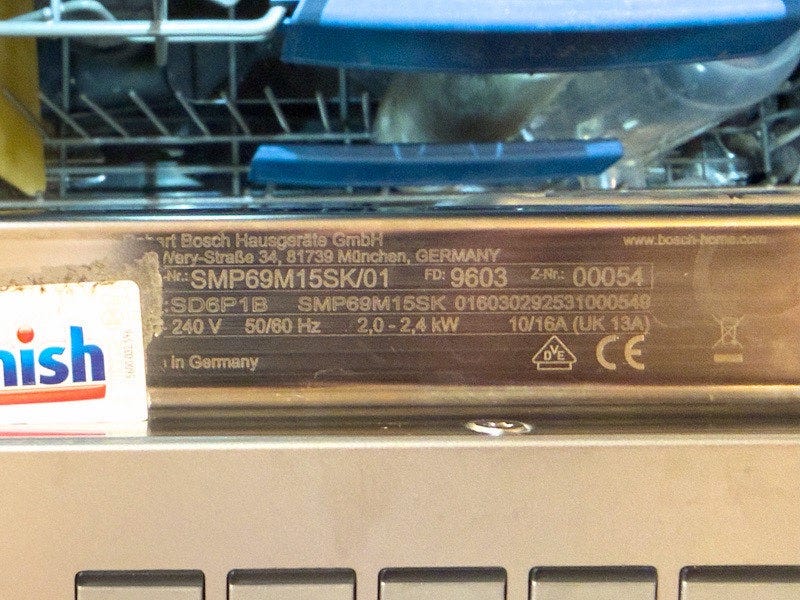 Bosch Hausgeräte GmbH www.bosch-home.com
Wery-Straße 34, 81739 München, GERMANY
-Nr.: SMP69M15SK/01 FD: 9603 Z-Nr.: 00054
SD6P1B SMP69M15SK 016030292531000548
240 V 50/60 Hz 2,0 - 2,4 kW 10/16A (UK 13A)
DVE CE
in Germany
nish